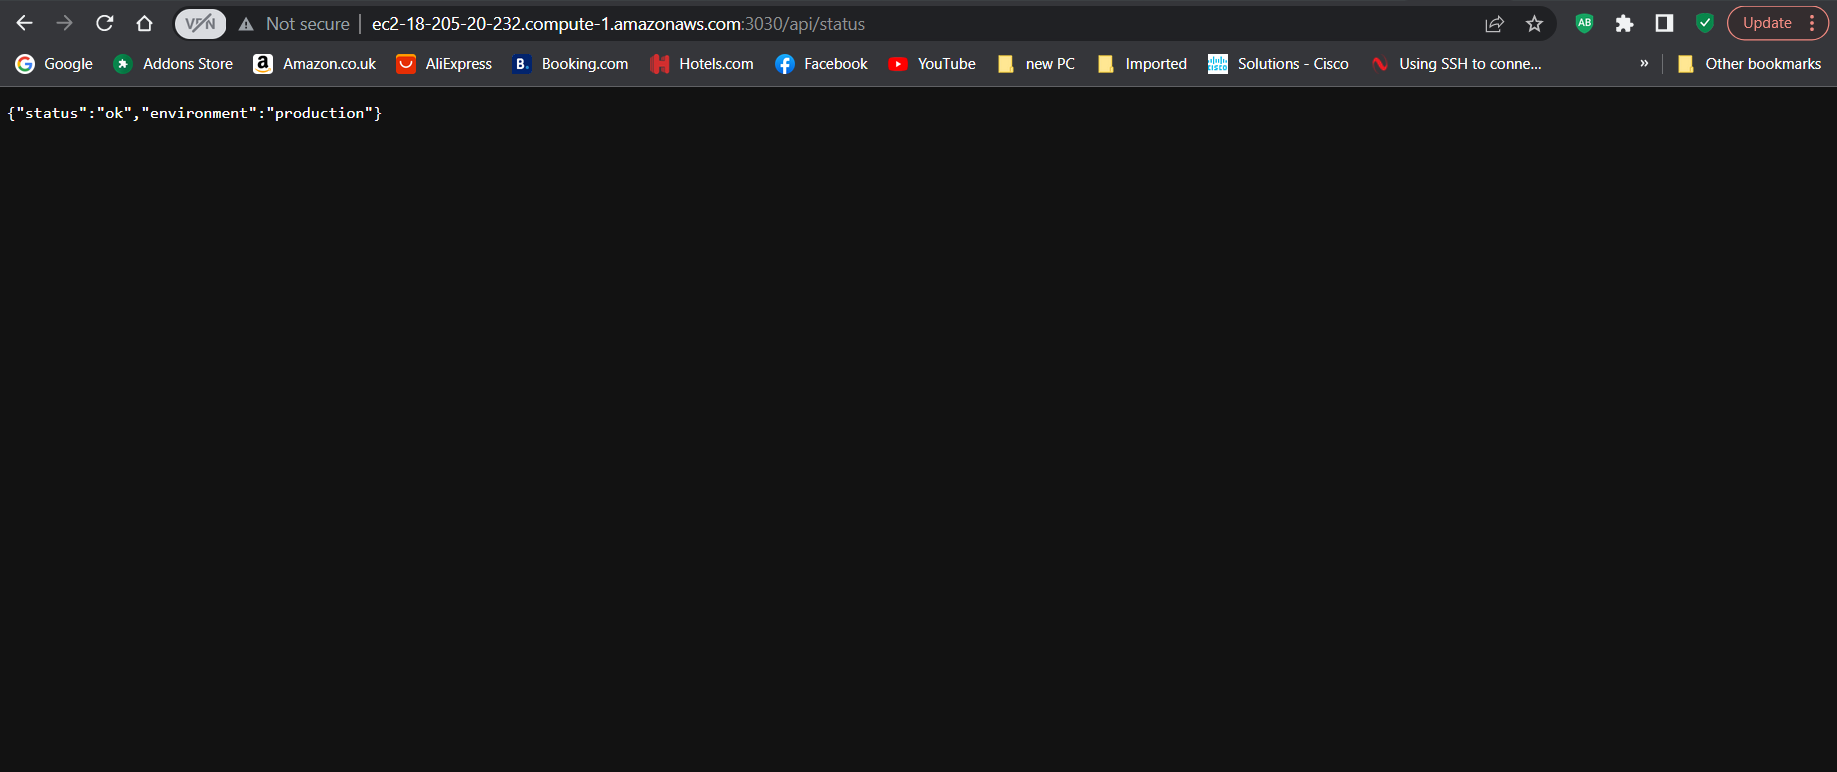 VPN Not secure ec2-18-205-20-232.compute-1.amazonaws.com:3030/api/status AB Update
Google Addons Store a Amazon.co.uk AliExpress B. Booking.com Hotels.com Facebook YouTube new PC Imported cisco Solutions - Cisco Using SSH to conne... » Other bookmarks
{"status":"ok","environment":"production"}